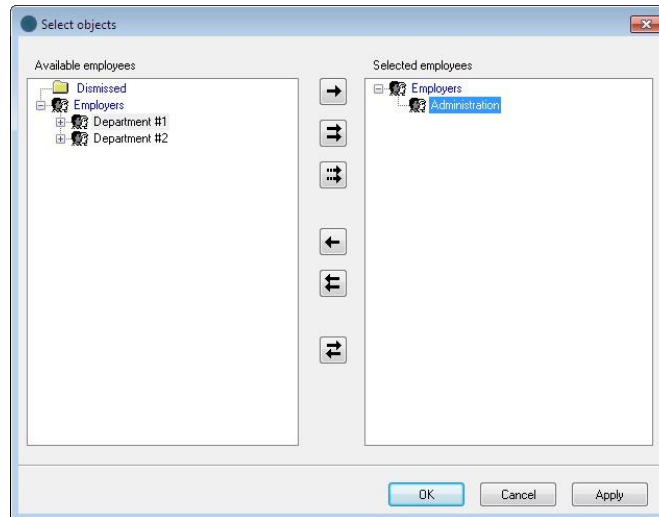 Select objects
Available employees
Dismissed
Employers
Department #1
Department #2
Selected employees
Employers
Administration
OK
Cancel
Apply